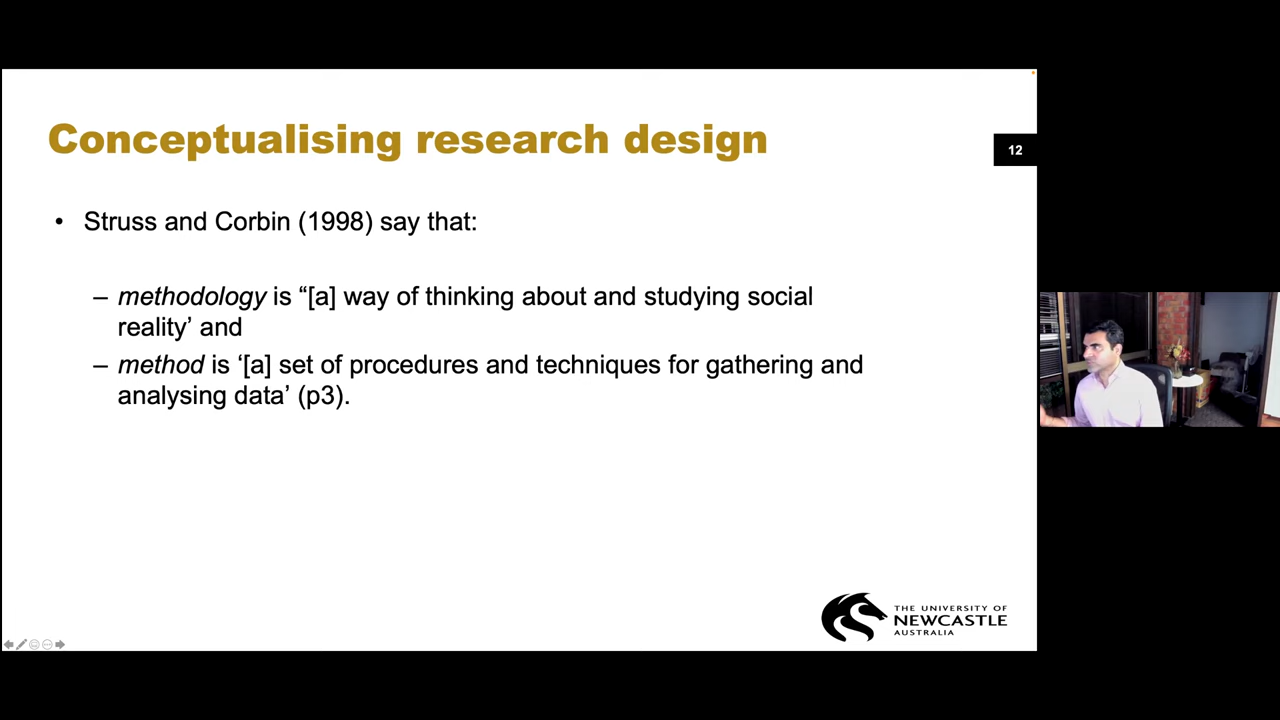 Conceptualising research design
12
• Struss and Corbin (1998) say that:
– methodology is “[a] way of thinking about and studying social
reality’ and
– method is ‘[a] set of procedures and techniques for gathering and
analysing data’ (p3).
THE UNIVERSITY OF
NEWCASTLE
AUSTRALIA